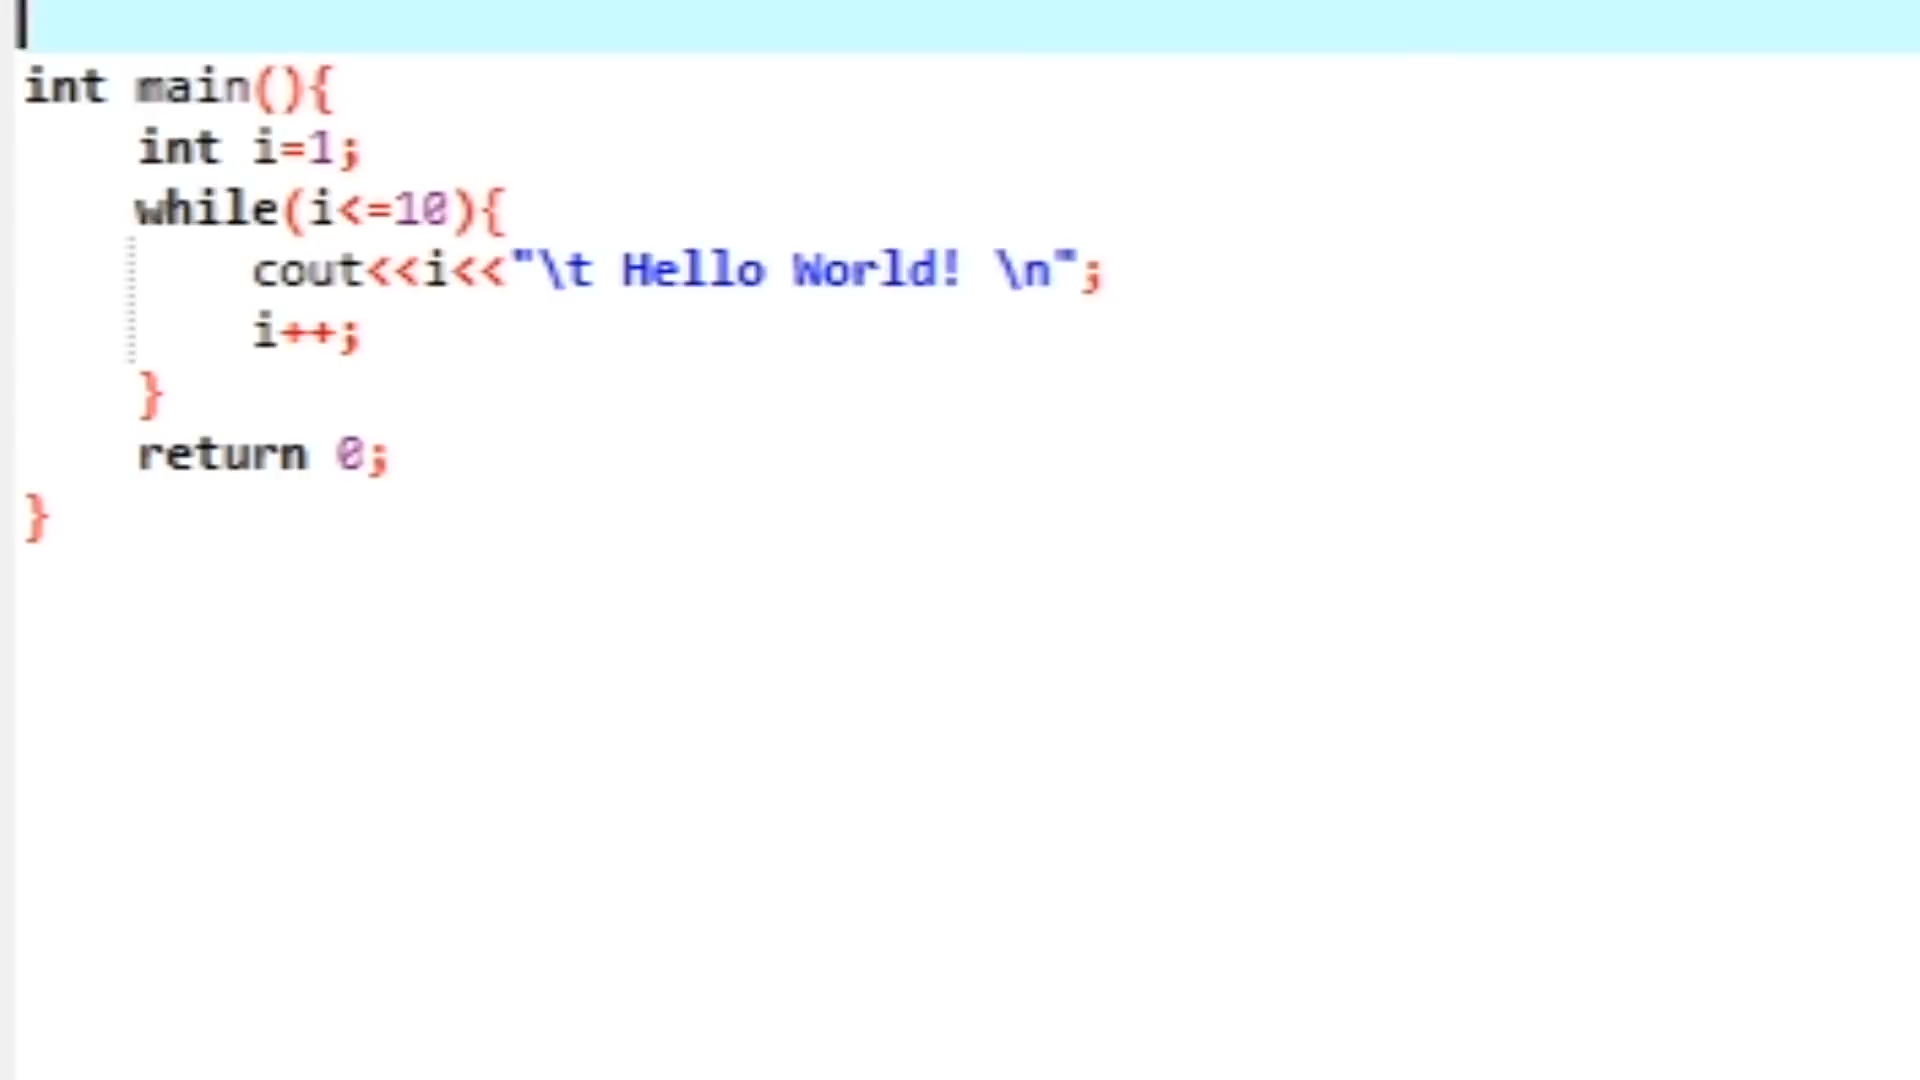 int main(){
int i=1;
while(i<=10){
cout<<i<<"\t Hello World! \n";
i++;
}
return 0;
}